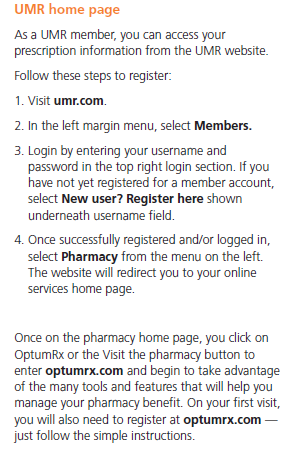 UMR home page
As a UMR member, you can access your
prescription information from the UMR website.
Follow these steps to register:
1. Visit umr.com.
2. In the left margin menu, select Members.
3. Login by entering your username and
password in the top right login section. If you
have not yet registered for a member account,
select New user? Register here shown
underneath username field.
4. Once successfully registered and/or logged in,
select Pharmacy from the menu on the left.
The website will redirect you to your online
services home page.
Once on the pharmacy home page, you click on
OptumRx or the Visit the pharmacy button to
enter optumrx.com and begin to take advantage
of the many tools and features that will help you
manage your pharmacy benefit. On your first visit,
you will also need to register at optumrx.com —
just follow the simple instructions.